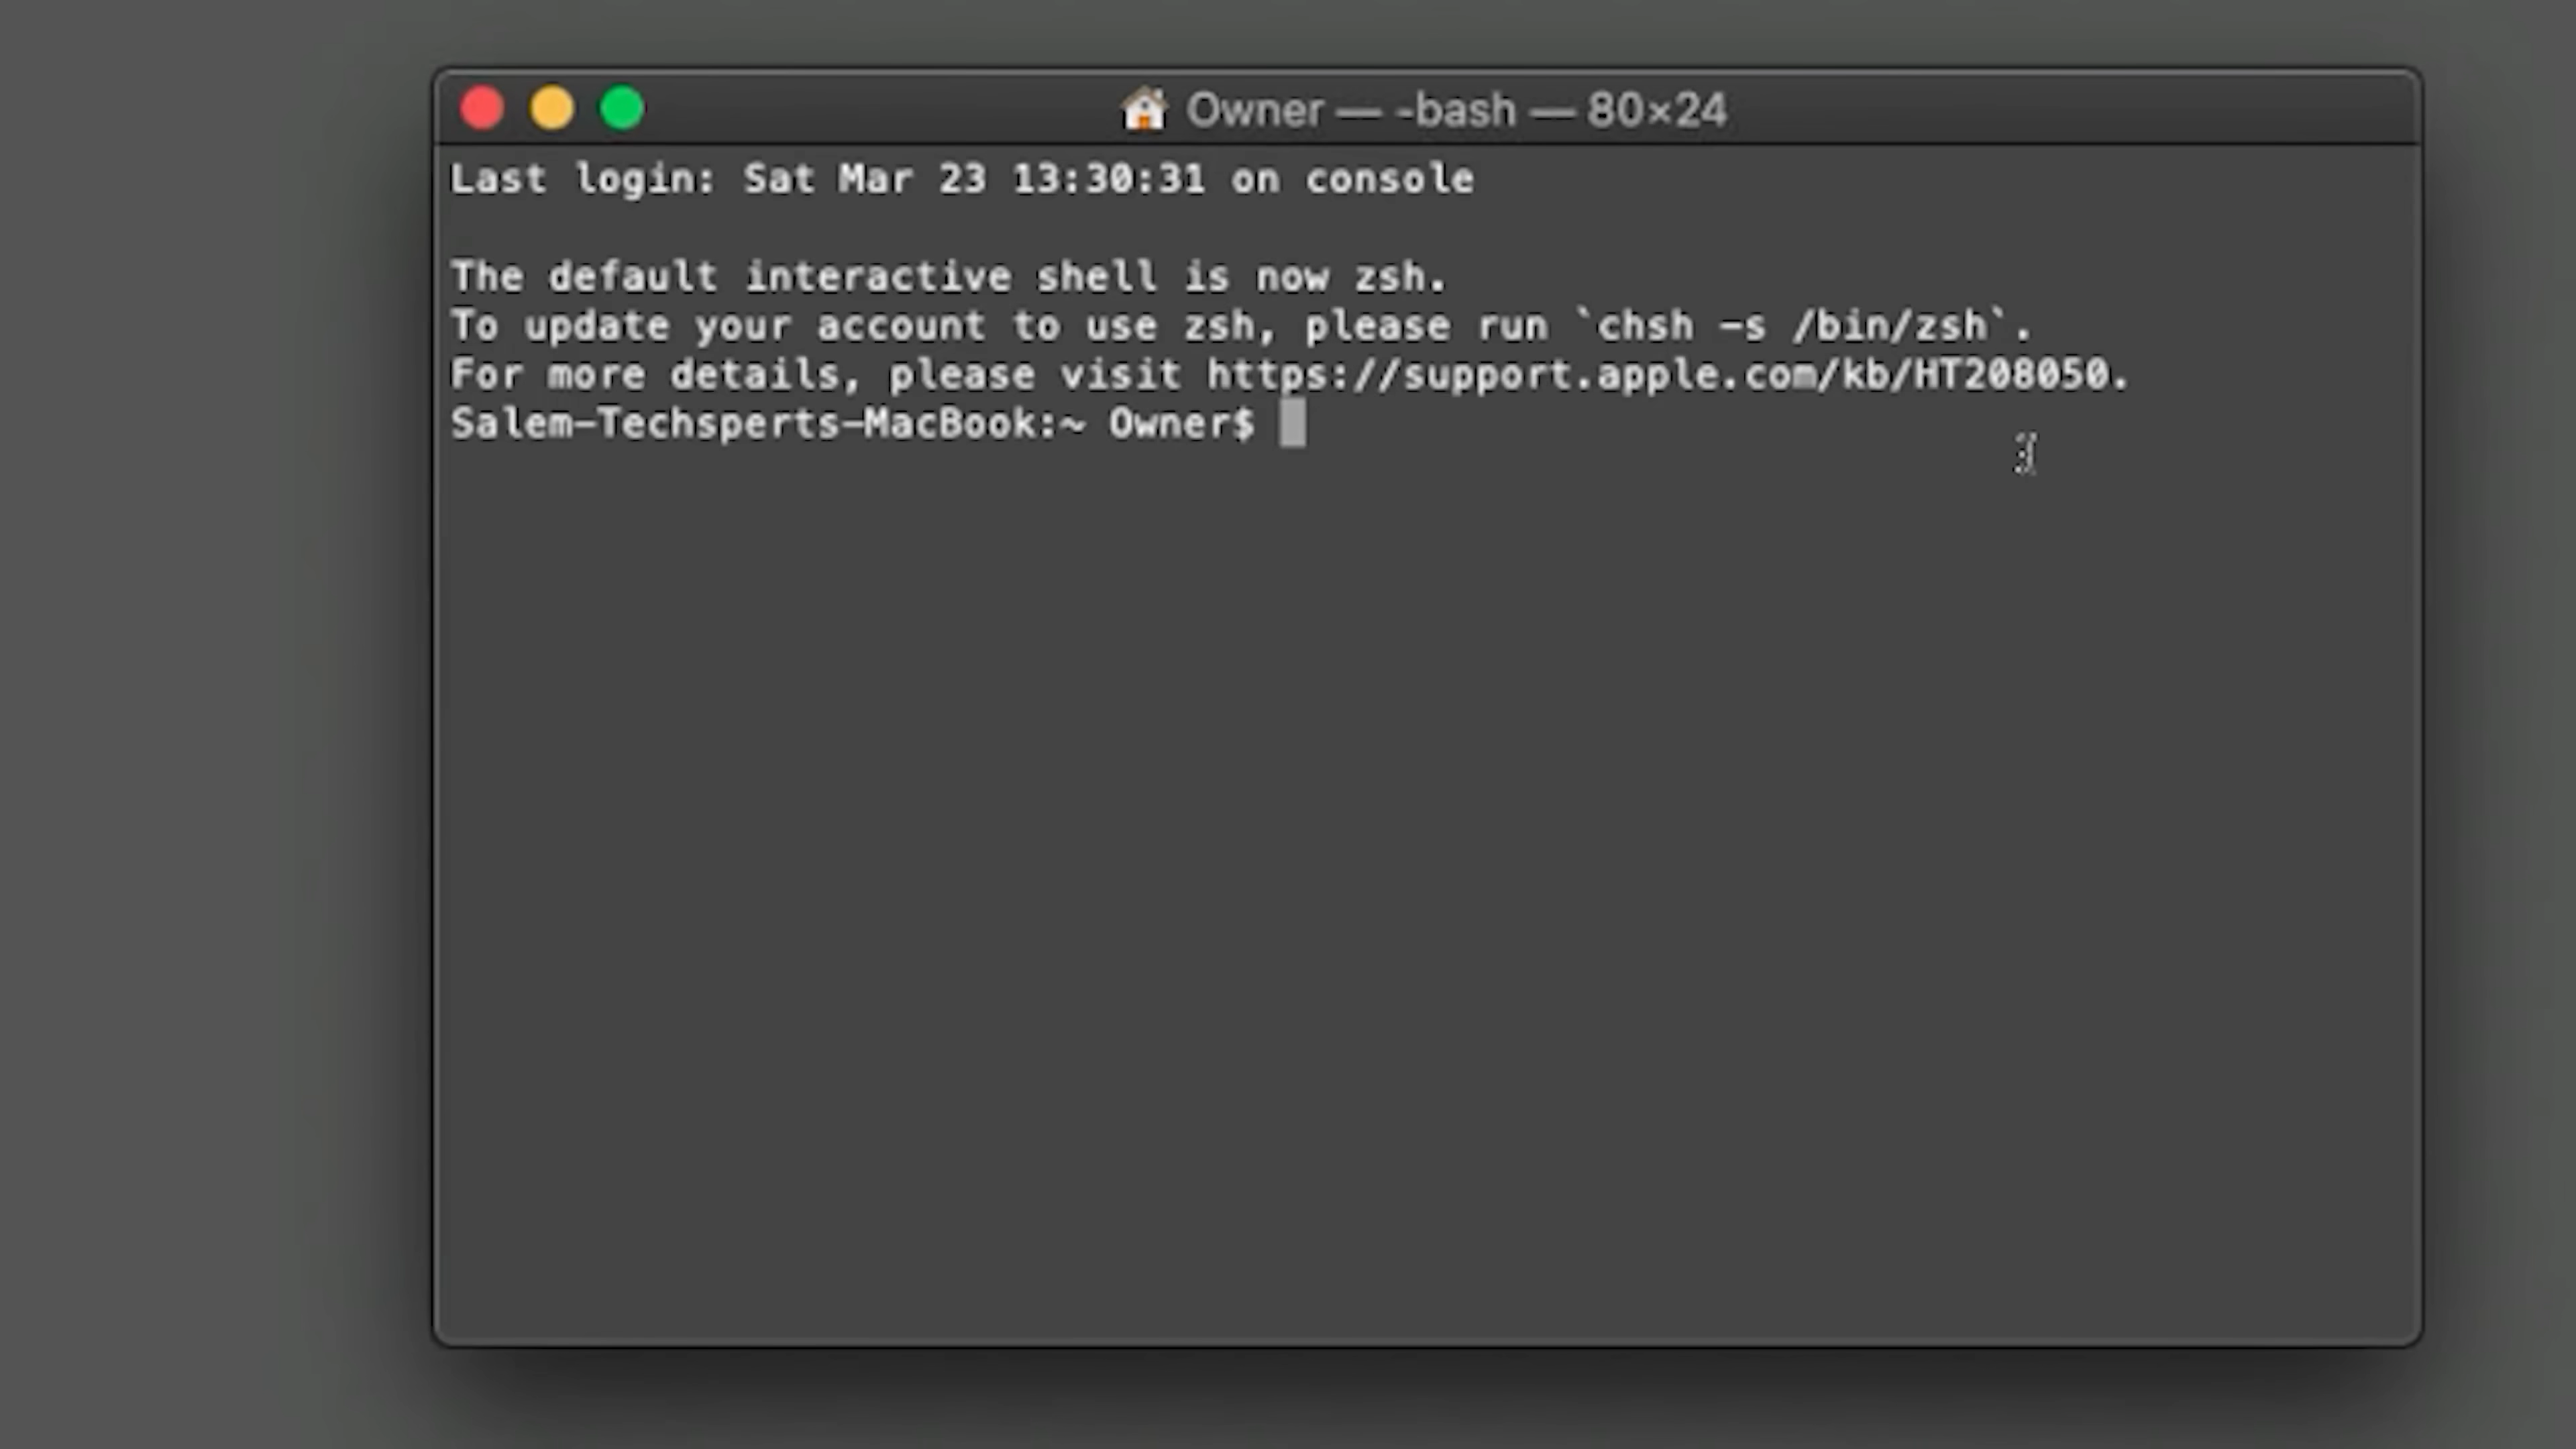 Owner — -bash — 80×24
Last login: Sat Mar 23 13:30:31 on console
The default interactive shell is now zsh.
To update your account to use zsh, please run `chsh -s /bin/zsh`.
For more details, please visit https://support.apple.com/kb/HT208050.
Salem-Techsperts-MacBook:~ Owner$